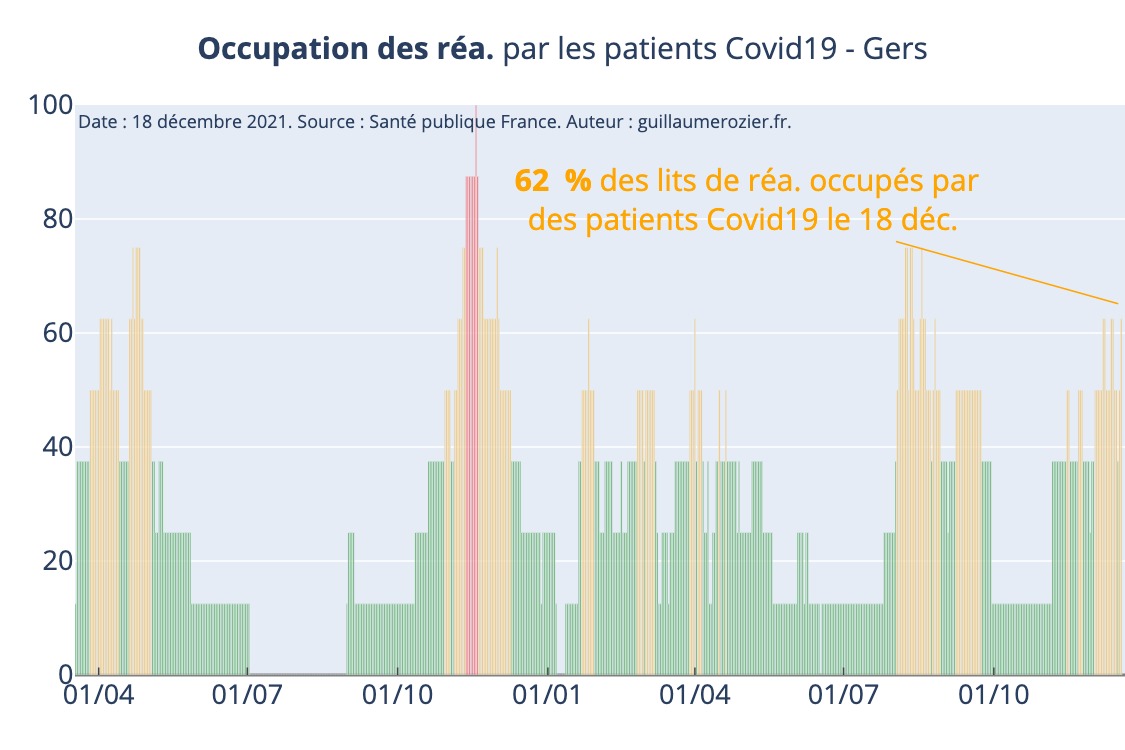 Occupation des réa. par les patients Covid19 - Gers
100
Date : 18 décembre 2021. Source : Santé publique France. Auteur : guillaumerozier.fr.
62 % des lits de réa. occupés par
des patients Covid19 le 18 déc.
80
60
40
20
0
01/04 01/07 01/10 01/01 01/04 01/07 01/10